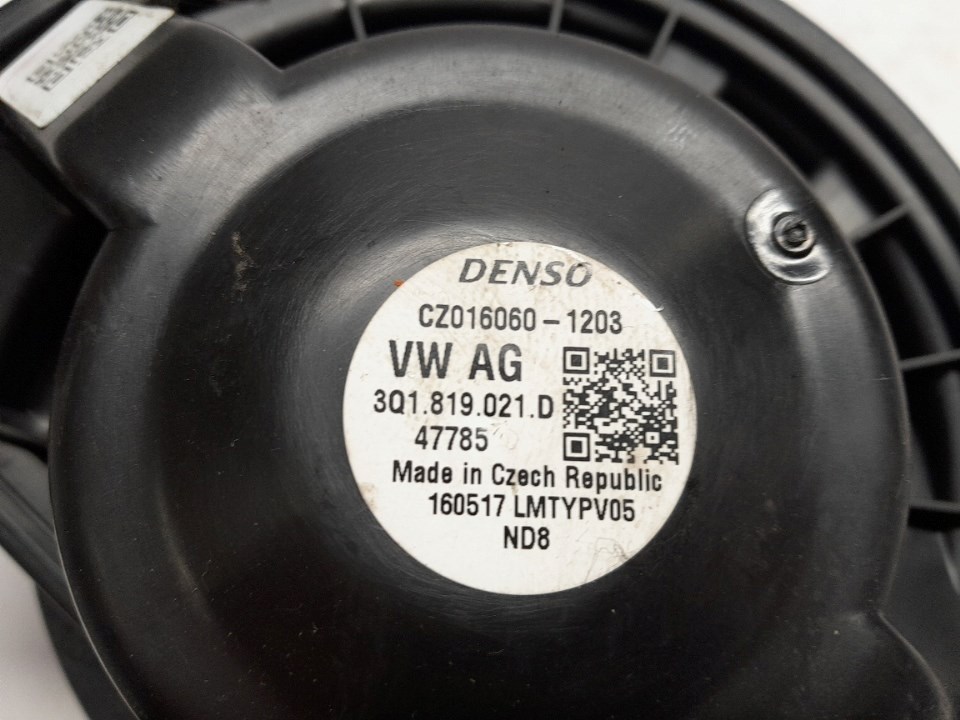 DENSO
CZ016060-1203
VW AG
3Q1.819.021.D
47785
Made in Czech Republic
160517 LMTYPV05
ND8